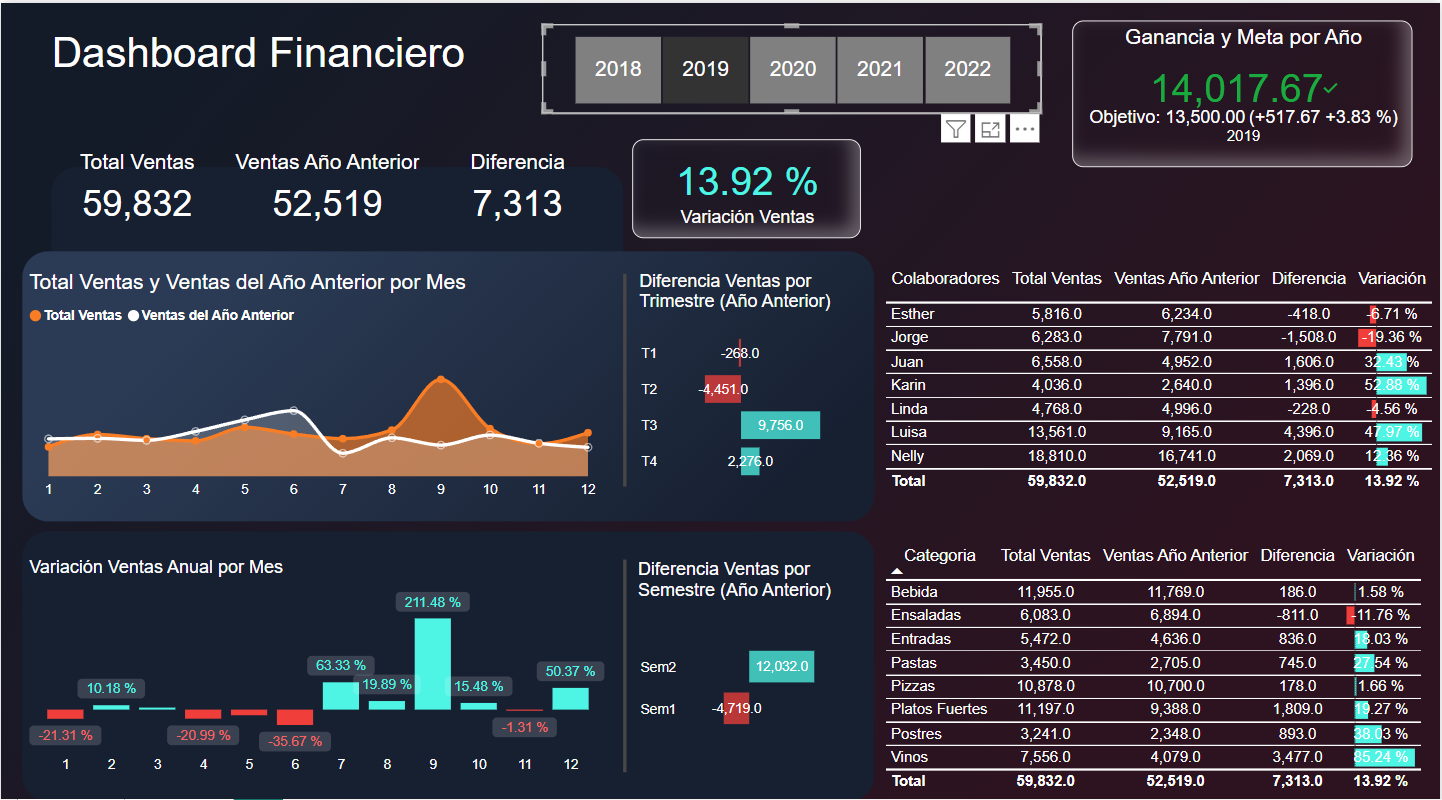 Dashboard Financiero
2018 2019 2020 2021 2022
Ganancia y Meta por Año
14,017.67
Objetivo: 13,500.00 (+517.67 +3.83 %)
2019
Total Ventas Ventas Año Anterior Diferencia
59,832 52,519 7,313
13.92 %
Variación Ventas
Total Ventas y Ventas del Año Anterior por Mes
Total Ventas Ventas del Año Anterior
1 2 3 4 5 6 7 8 9 10 11 12
Diferencia Ventas por
Trimestre (Año Anterior)
T1 -268.0
T2 -4,451.0
T3 9,756.0
T4 2,276.0
Colaboradores Total Ventas Ventas Año Anterior Diferencia Variación
Esther 5,816.0 6,234.0 -418.0 -6.71 %
Jorge 6,283.0 7,791.0 -1,508.0 -19.36 %
Juan 6,558.0 4,952.0 1,606.0 32.43 %
Karin 4,036.0 2,640.0 1,396.0 52.88 %
Linda 4,768.0 4,996.0 -228.0 -4.56 %
Luisa 13,561.0 9,165.0 4,396.0 47.97 %
Nelly 18,810.0 16,741.0 2,069.0 12.36 %
Total 59,832.0 52,519.0 7,313.0 13.92 %
Variación Ventas Anual por Mes
-21.31 % 10.18 % -20.99 % -35.67 % 63.33 % 19.89 % 211.48 % 15.48 % -1.31 % 50.37 %
1 2 3 4 5 6 7 8 9 10 11 12
Diferencia Ventas por
Semestre (Año Anterior)
Sem2 12,032.0
Sem1 -4,719.0
Categoria Total Ventas Ventas Año Anterior Diferencia Variación
Bebida 11,955.0 11,769.0 186.0 1.58 %
Ensaladas 6,083.0 6,894.0 -811.0 -11.76 %
Entradas 5,472.0 4,636.0 836.0 18.03 %
Pastas 3,450.0 2,705.0 745.0 27.54 %
Pizzas 10,878.0 10,700.0 178.0 1.66 %
Platos Fuertes 11,197.0 9,388.0 1,809.0 19.27 %
Postres 3,241.0 2,348.0 893.0 38.03 %
Vinos 7,556.0 4,079.0 3,477.0 85.24 %
Total 59,832.0 52,519.0 7,313.0 13.92 %